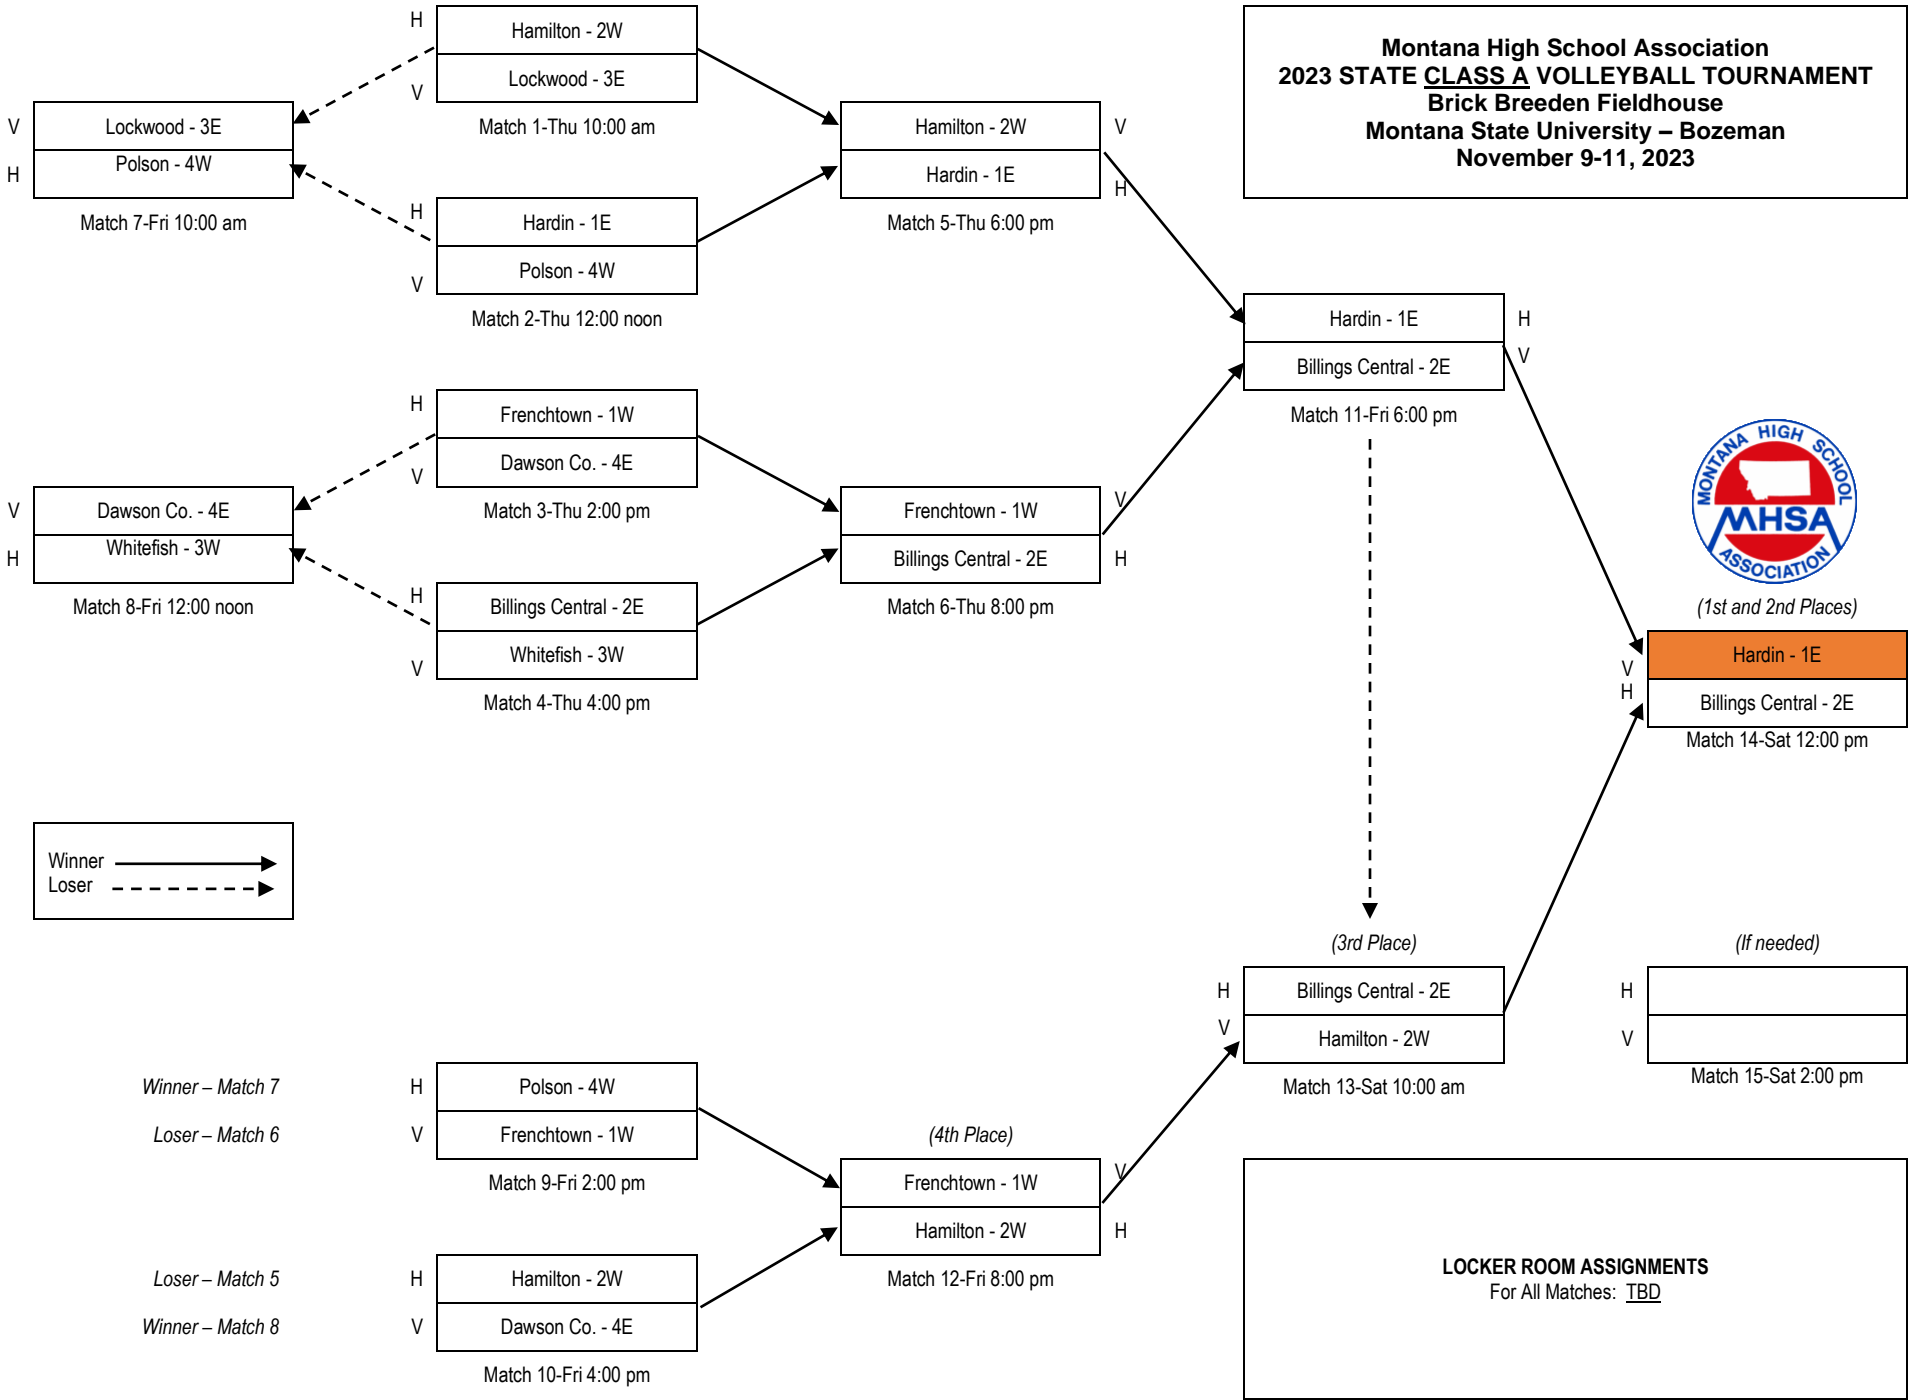 Montana High School Association
2023 STATE CLASS A VOLLEYBALL TOURNAMENT
Brick Breeden Fieldhouse
Montana State University – Bozeman
November 9-11, 2023
H
Hamilton - 2W
V
Lockwood - 3E
Match 1-Thu 10:00 am
V
Lockwood - 3E
H
Polson - 4W
Match 7-Fri 10:00 am
H
Hardin - 1E
V
Polson - 4W
Match 2-Thu 12:00 noon
Hamilton - 2W
V
Hardin - 1E
H
Match 5-Thu 6:00 pm
Hardin - 1E
H
Billings Central - 2E
V
Match 11-Fri 6:00 pm
H
Frenchtown - 1W
V
Dawson Co. - 4E
Match 3-Thu 2:00 pm
V
Dawson Co. - 4E
H
Whitefish - 3W
Match 8-Fri 12:00 noon
H
Billings Central - 2E
V
Whitefish - 3W
Match 4-Thu 4:00 pm
Frenchtown - 1W
V
Billings Central - 2E
H
Match 6-Thu 8:00 pm
MONTANA HIGH SCHOOL
MHSA
ASSOCIATION
(1st and 2nd Places)
V
Hardin - 1E
H
Billings Central - 2E
Match 14-Sat 12:00 pm
Winner
Loser
(3rd Place)
H
Billings Central - 2E
V
Hamilton - 2W
Match 13-Sat 10:00 am
(If needed)
H
V
Match 15-Sat 2:00 pm
Winner – Match 7
H
Polson - 4W
Loser – Match 6
V
Frenchtown - 1W
Match 9-Fri 2:00 pm
(4th Place)
Frenchtown - 1W
V
Hamilton - 2W
H
Match 12-Fri 8:00 pm
Loser – Match 5
H
Hamilton - 2W
Winner – Match 8
V
Dawson Co. - 4E
Match 10-Fri 4:00 pm
LOCKER ROOM ASSIGNMENTS
For All Matches: TBD